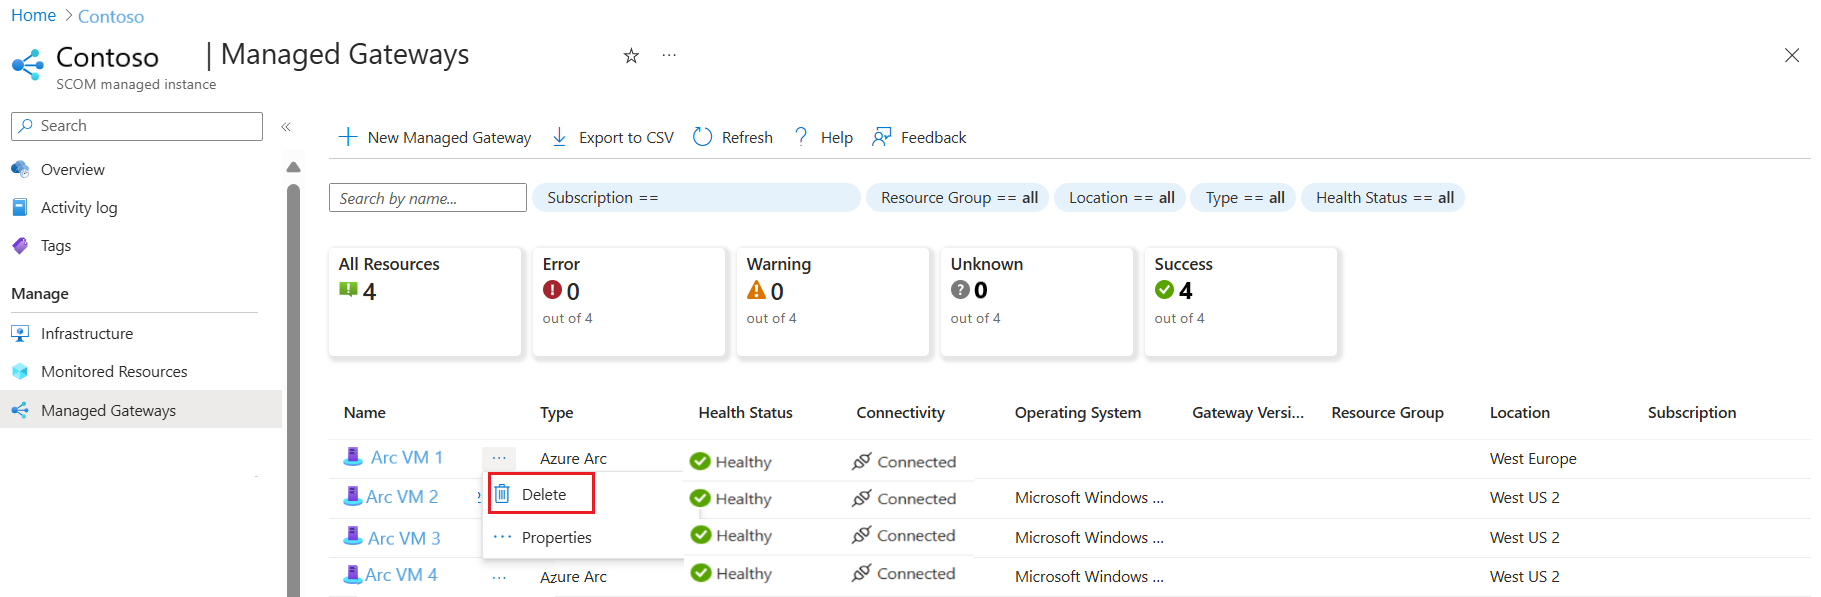 Home > Contoso
Contoso | Managed Gateways ...
SCOM managed instance
Search «
Overview
Activity log
Tags
Manage
Infrastructure
Monitored Resources
Managed Gateways
New Managed Gateway Export to CSV Refresh Help Feedback
Search by name... Subscription == Resource Group == all Location == all Type == all Health Status == all
All Resources Error Warning Unknown Success
4 0 0 0 4
out of 4 out of 4 out of 4 out of 4
Name Type Health Status Connectivity Operating System Gateway Versi... Resource Group Location Subscription
Arc VM 1 ... Azure Arc Healthy Connected West Europe
Arc VM 2 Delete Healthy Connected Microsoft Windows ... West US 2
Arc VM 3 ... Properties Healthy Connected Microsoft Windows ... West US 2
Arc VM 4 ... Azure Arc Healthy Connected Microsoft Windows ... West US 2